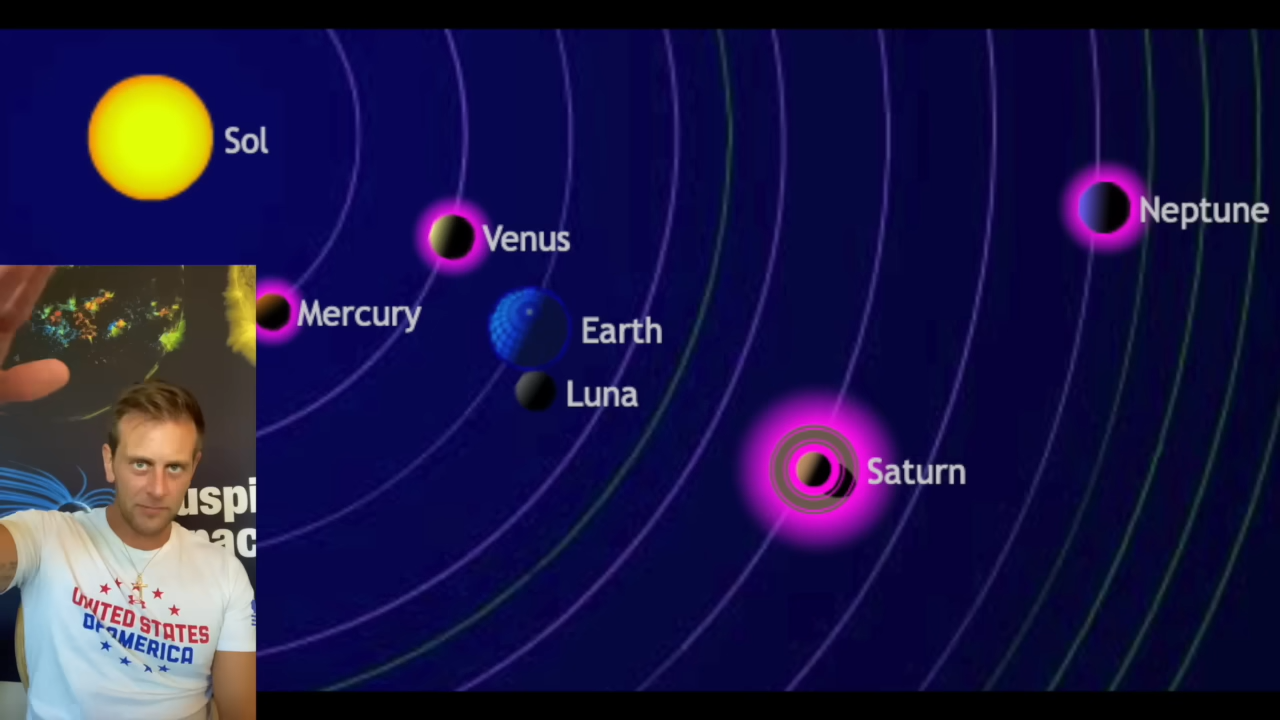 Sol
Venus
Neptune
Mercury
Earth
Luna
Saturn
UNITED STATES
OF AMERICA